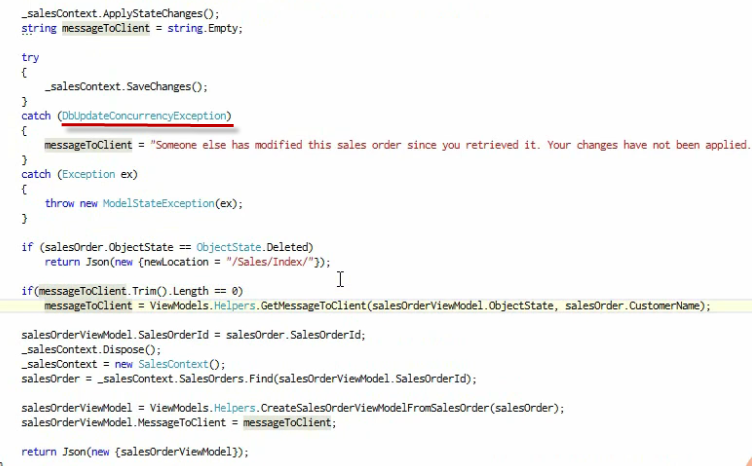 _salesContext.ApplyStateChanges();
string messageToClient = string.Empty;
try
{
_salesContext.SaveChanges();
}
catch (DbUpdateConcurrencyException)
{
messageToClient = "Someone else has modified this sales order since you retrieved it. Your changes have not been applied.
}
catch (Exception ex)
{
throw new ModelStateException(ex);
}
if (salesOrder.ObjectState == ObjectState.Deleted)
return Json(new {newLocation = "/Sales/Index/"});
if(messageToClient.Trim().Length == 0)
messageToClient = ViewModels.Helpers.GetMessageToClient(salesOrderViewModel.ObjectState, salesOrder.CustomerName);
salesOrderViewModel.SalesOrderId = salesOrder.SalesOrderId;
_salesContext.Dispose();
_salesContext = new SalesContext();
salesOrder = _salesContext.SalesOrders.Find(salesOrderViewModel.SalesOrderId);
salesOrderViewModel = ViewModels.Helpers.CreateSalesOrderViewModelFromSalesOrder(salesOrder);
salesOrderViewModel.MessageToClient = messageToClient;
return Json(new {salesOrderViewModel});